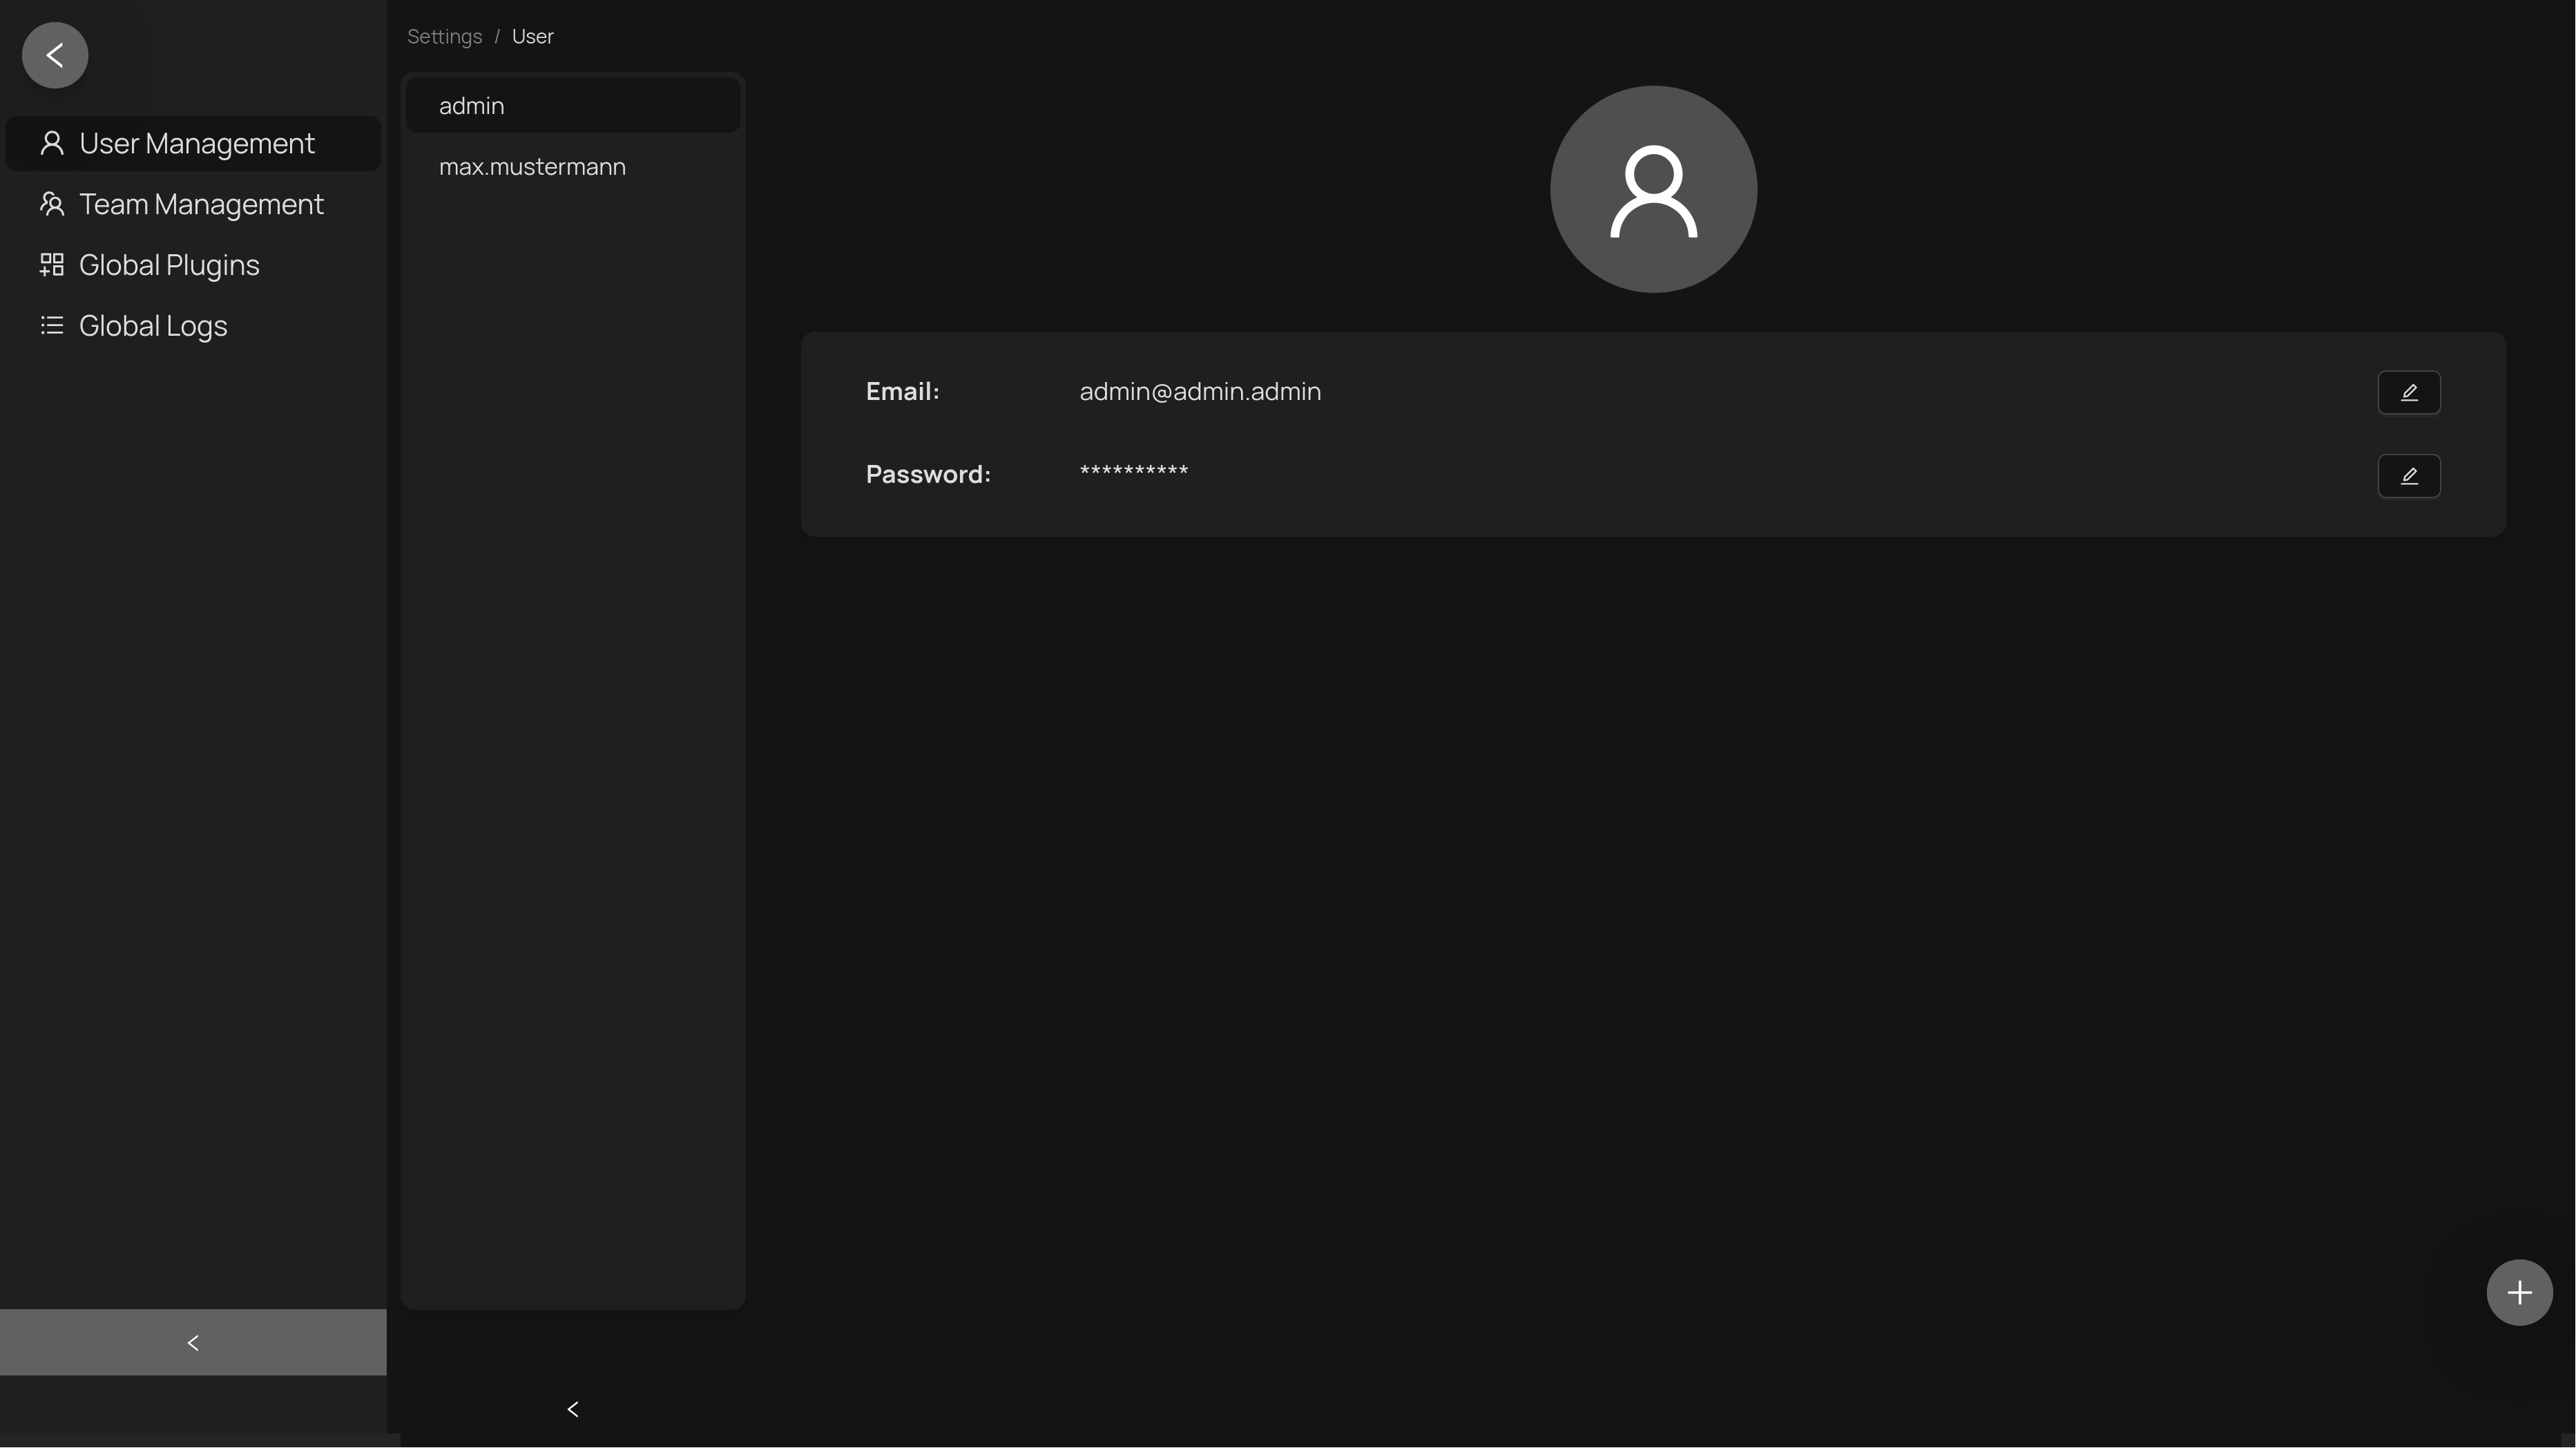 Settings / User
User Management
Team Management
Global Plugins
Global Logs
admin
max.mustermann
Email: admin@admin.admin
Password: **********